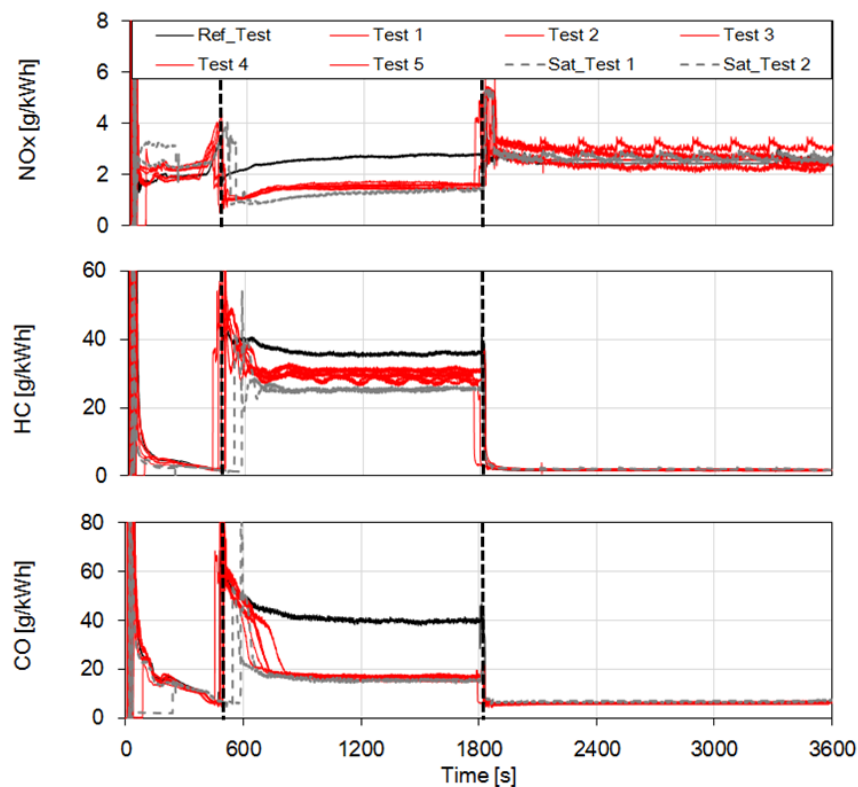 Ref_Test Test 1 Test 2 Test 3
Test 4 Test 5 Sat_Test 1 Sat_Test 2
NOx [g/kWh]
8
6
4
2
0
HC [g/kWh]
60
40
20
0
CO [g/kWh]
80
60
40
20
0
0 600 1200 1800 2400 3000 3600
Time [s]